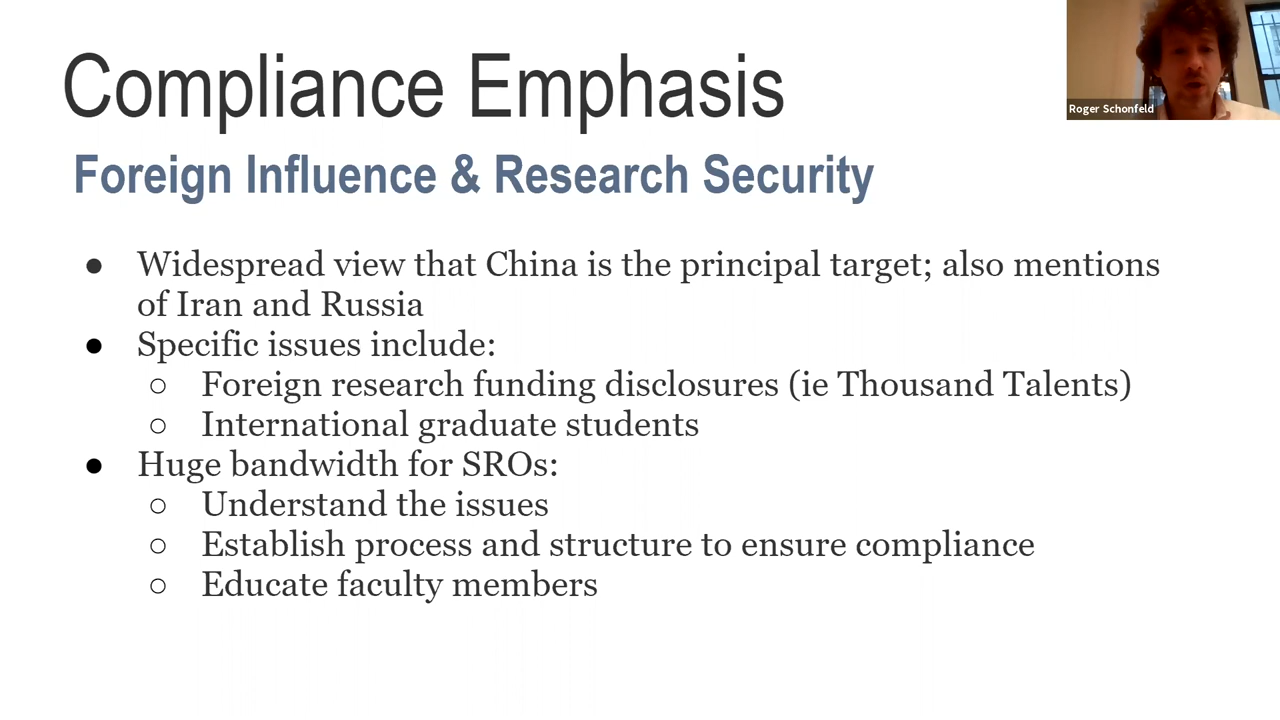 Compliance Emphasis
Roger Schonfeld
Foreign Influence & Research Security
● Widespread view that China is the principal target; also mentions
of Iran and Russia
● Specific issues include:
○ Foreign research funding disclosures (ie Thousand Talents)
○ International graduate students
● Huge bandwidth for SROs:
○ Understand the issues
○ Establish process and structure to ensure compliance
○ Educate faculty members